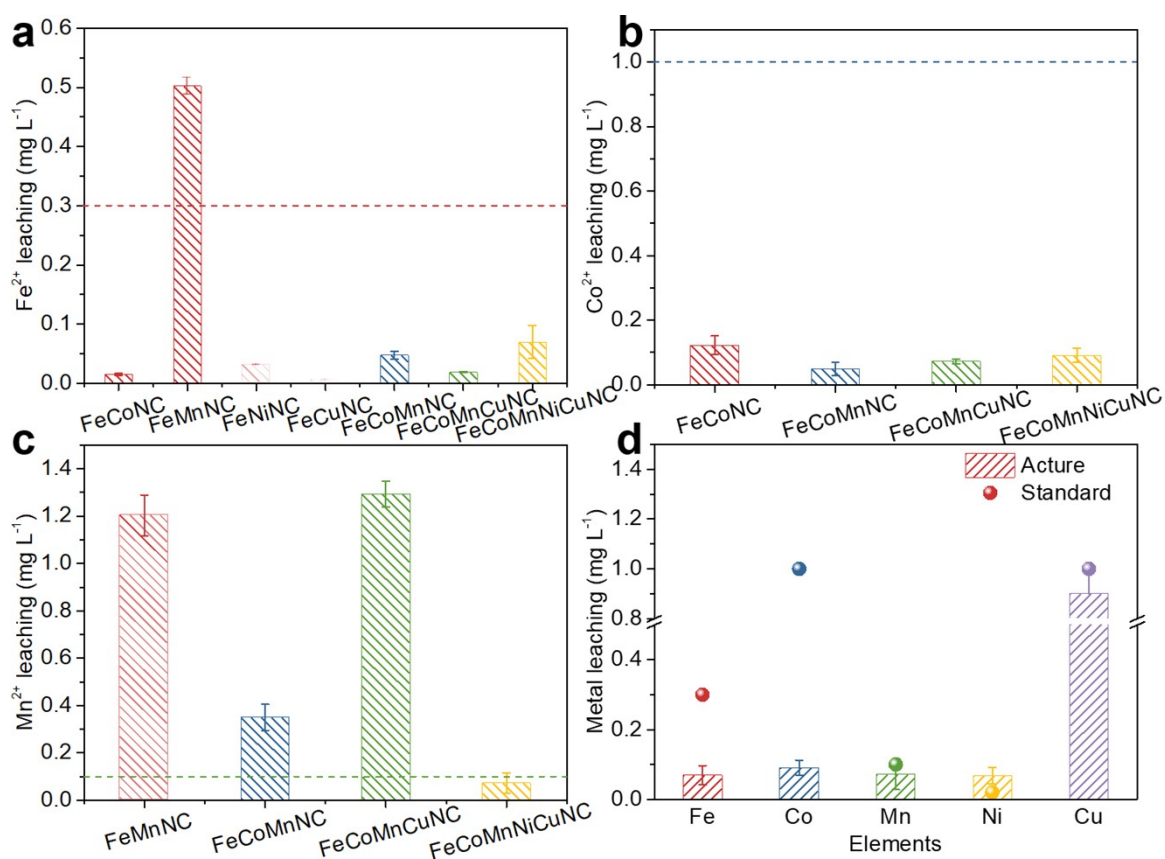 a
0.6
0.5
0.4
0.3
0.2
0.1
0.0
Fe²⁺ leaching (mg L⁻¹)
FeCoNC
FeMnNC
FeNiNC
FeCuNC
FeCoMnNC
FeCoMnCuNC
FeCoMnNiCuNC
b
1.0
0.8
0.6
0.4
0.2
0.0
Co²⁺ leaching (mg L⁻¹)
FeCoNC
FeCoMnNC
FeCoMnCuNC
FeCoMnNiCuNC
c
1.4
1.2
1.0
0.8
0.6
0.4
0.2
0.0
Mn²⁺ leaching (mg L⁻¹)
FeMnNC
FeCoMnNC
FeCoMnCuNC
FeCoMnNiCuNC
d
Acture
Standard
1.4
1.2
1.0
0.8
0.4
0.2
0.0
Metal leaching (mg L⁻¹)
Fe
Co
Mn
Ni
Cu
Elements